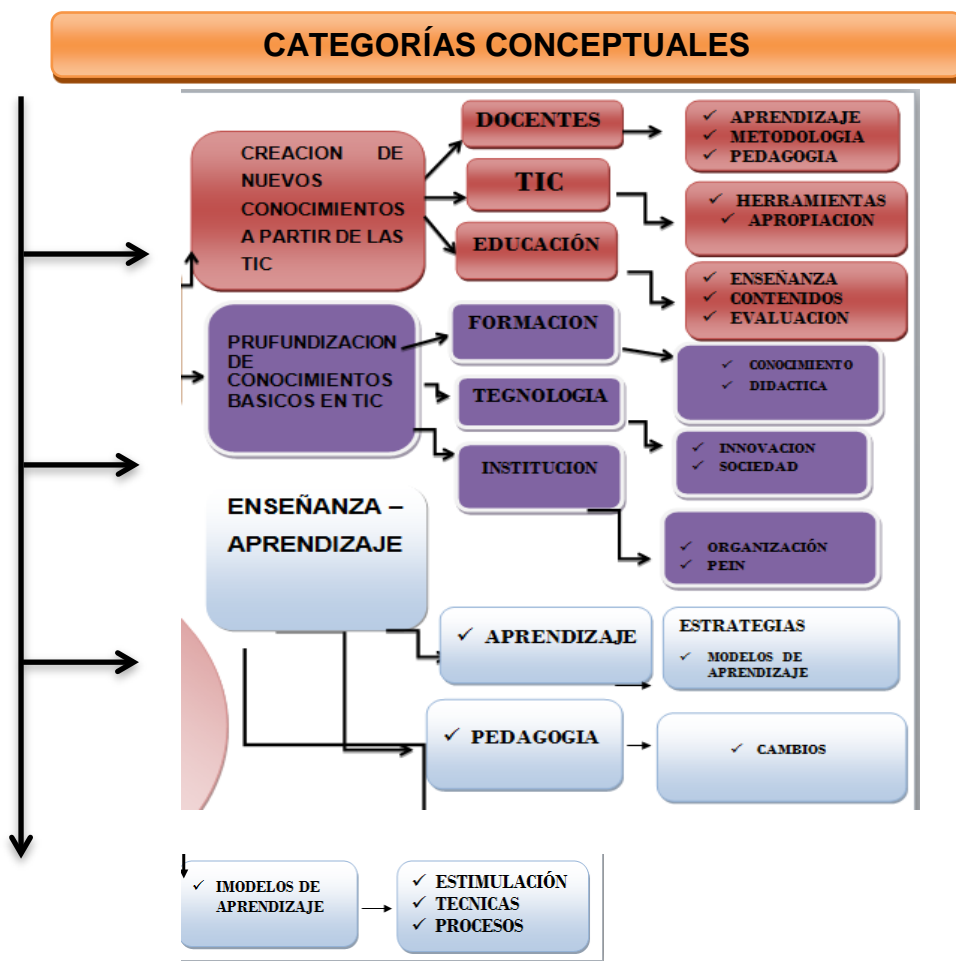 CATEGORÍAS CONCEPTUALES
CREACION DE
NUEVOS
CONOCIMIENTOS
A PARTIR DE LAS
TIC
DOCENTES
✓ APRENDIZAJE
✓ METODOLOGIA
✓ PEDAGOGIA
TIC
✓ HERRAMIENTAS
✓ APROPIACION
EDUCACIÓN
✓ ENSEÑANZA
✓ CONTENIDOS
✓ EVALUACION
PRUFUNDIZACION
DE
CONOCIMIENTOS
BASICOS EN TIC
FORMACION
✓ CONOCIMIENTO
✓ DIDACTICA
TEGNOLOGIA
✓ INNOVACION
✓ SOCIEDAD
INSTITUCION
✓ ORGANIZACIÓN
✓ PEIN
ENSEÑANZA –
APRENDIZAJE
✓ APRENDIZAJE
ESTRATEGIAS
✓ MODELOS DE
APRENDIZAJE
✓ PEDAGOGIA
✓ CAMBIOS
✓ IMODELOS DE
APRENDIZAJE
✓ ESTIMULACIÓN
✓ TECNICAS
✓ PROCESOS